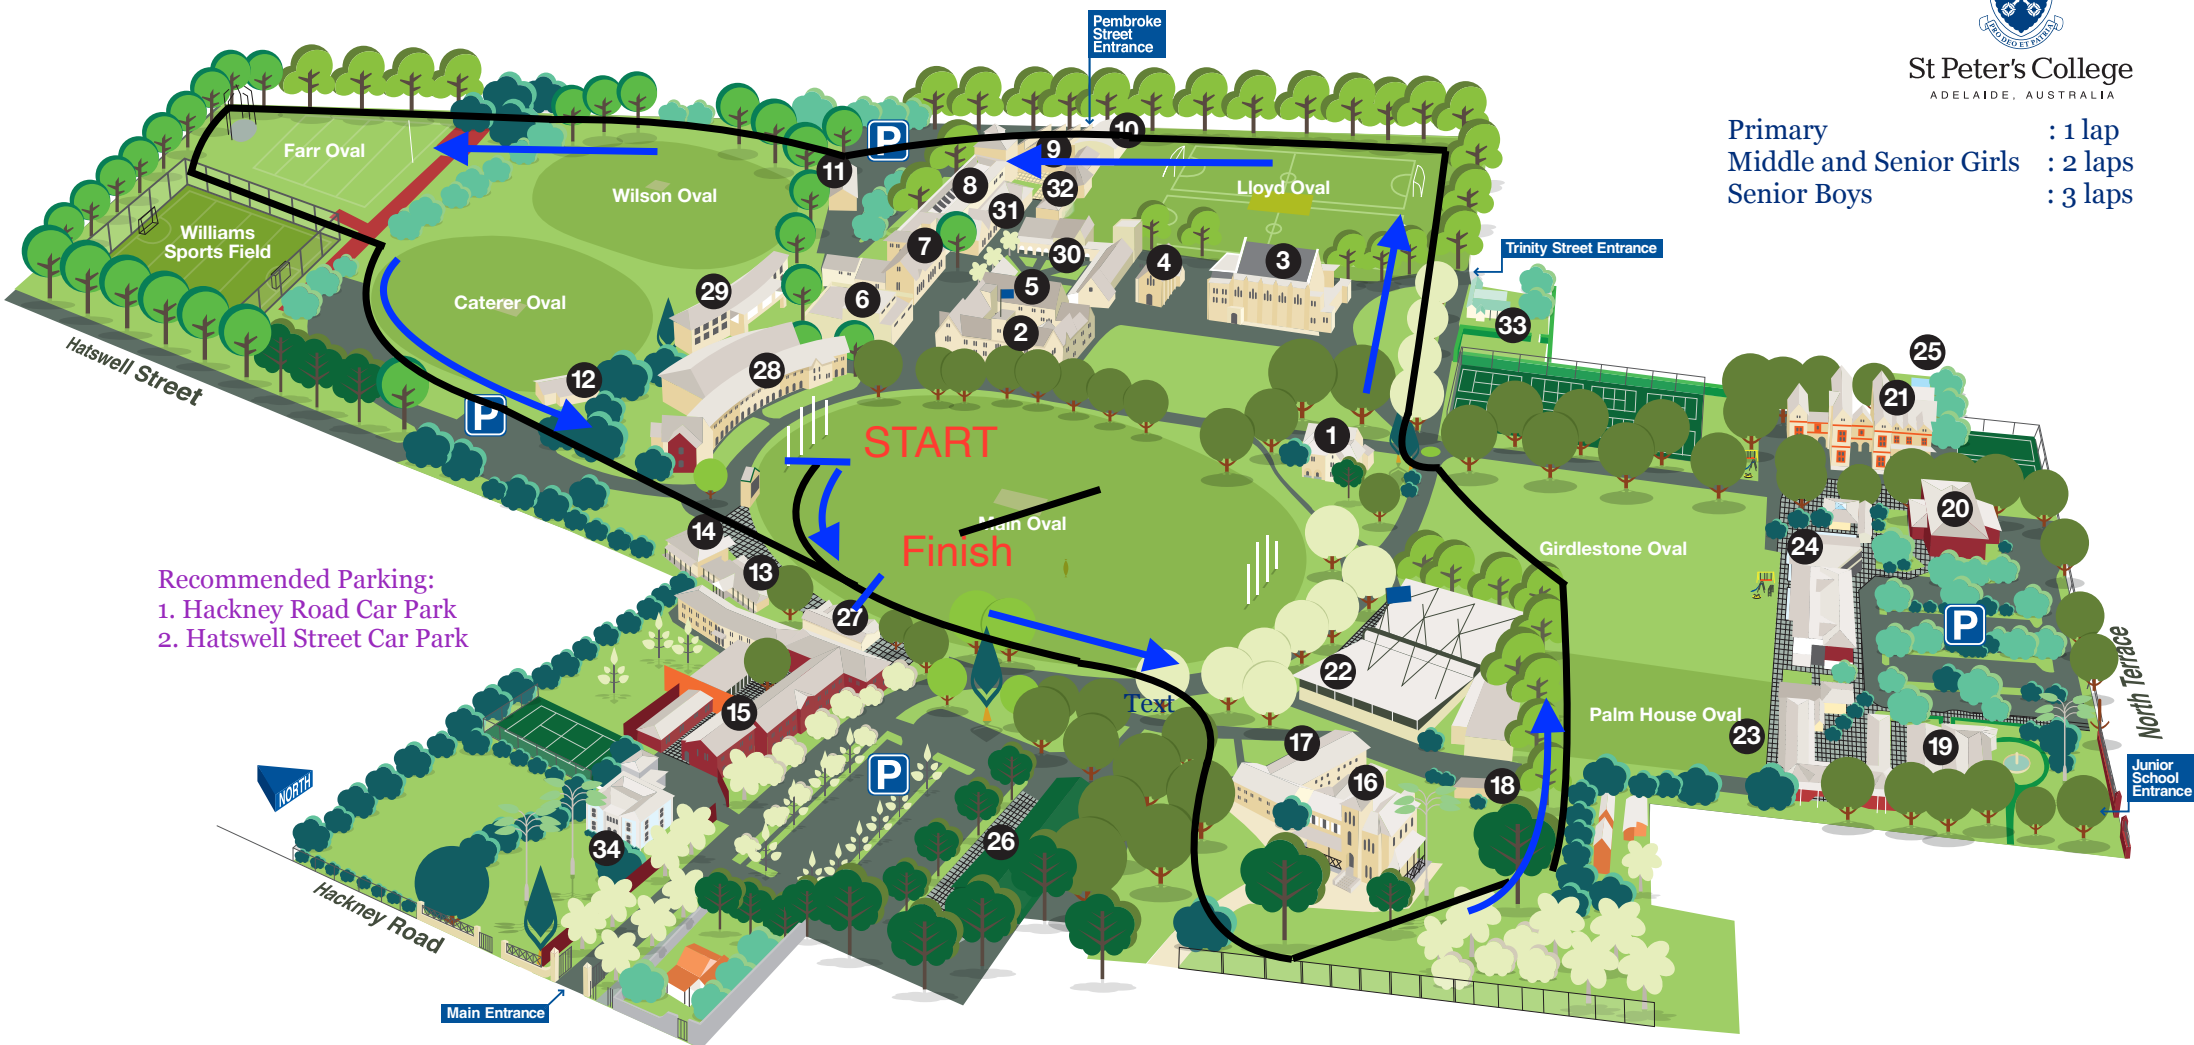 Pembroke
Street
Entrance
PRO DEO ET PATRIA
St Peter's College
ADELAIDE, AUSTRALIA
Primary : 1 lap
Middle and Senior Girls : 2 laps
Senior Boys : 3 laps
P
10
9
11
8
32
31
7
30
4
3
5
6
29
2
28
12
33
25
21
1
20
24
14
13
27
22
15
17
16
18
23
19
34
26
Farr Oval
Wilson Oval
Lloyd Oval
Williams
Sports Field
Caterer Oval
Trinity Street Entrance
Hatswell Street
P
START
Main Oval
Finish
Girdlestone Oval
Recommended Parking:
1. Hackney Road Car Park
2. Hatswell Street Car Park
P
North Terrace
Text
Palm House Oval
P
NORTH
Junior
School
Entrance
Hackney Road
Main Entrance